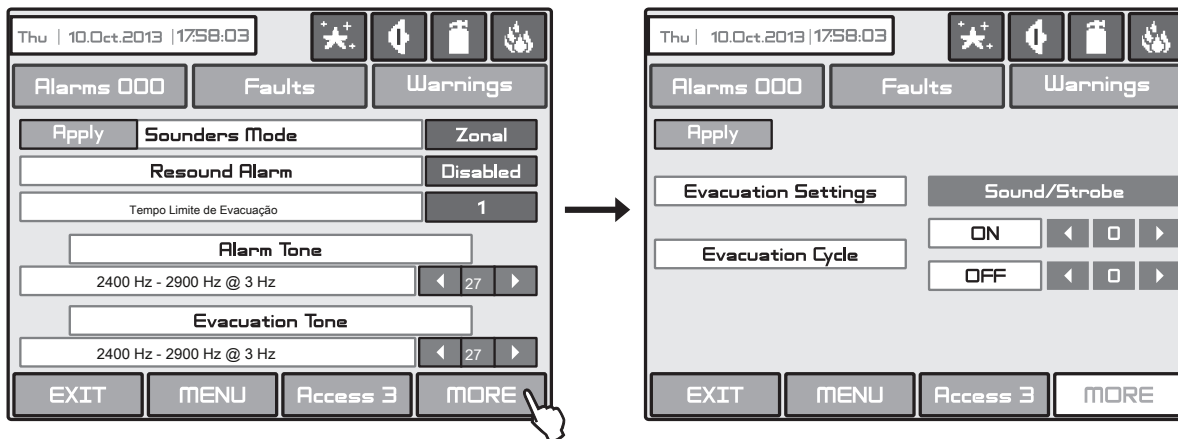 Thu | 10.Oct.2013 | 17:58:03
Alarms 000 Faults Warnings
Apply Sounders Mode Zonal
Resound Alarm Disabled
Tempo Limite de Evacuação 1
Alarm Tone
2400 Hz - 2900 Hz @ 3 Hz 27
Evacuation Tone
2400 Hz - 2900 Hz @ 3 Hz 27
EXIT MENU Access 3 MORE
Thu | 10.Oct.2013 | 17:58:03
Alarms 000 Faults Warnings
Apply
Evacuation Settings Sound/Strobe
ON 0
Evacuation Cycle
OFF 0
EXIT MENU Access 3 MORE